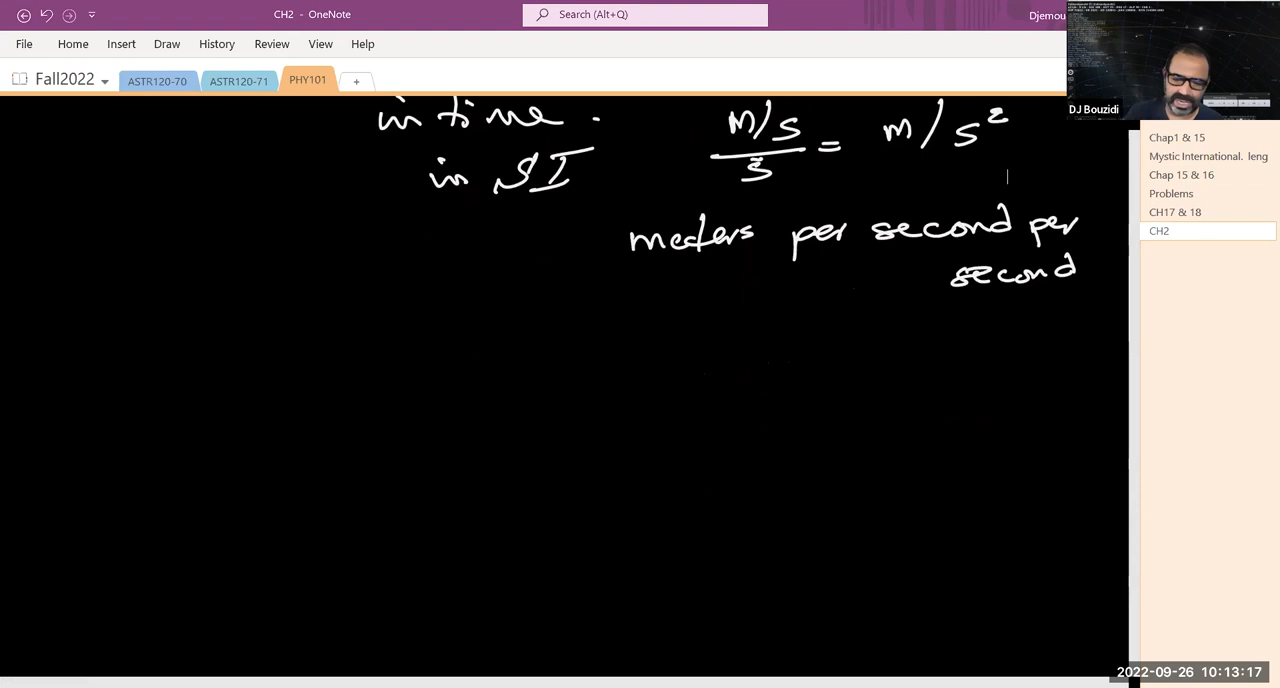 CH2 - OneNote
Search (Alt+Q)
Djemou
File Home Insert Draw History Review View Help
Fall2022 ASTR120-70 ASTR120-71 PHY101
DJ Bouzidi
in time.
in SI
m/s
s
= m/s²
meters per second per
second
Chap1 & 15
Mystic International. leng
Chap 15 & 16
Problems
CH17 & 18
CH2
2022-09-26 10:13:17